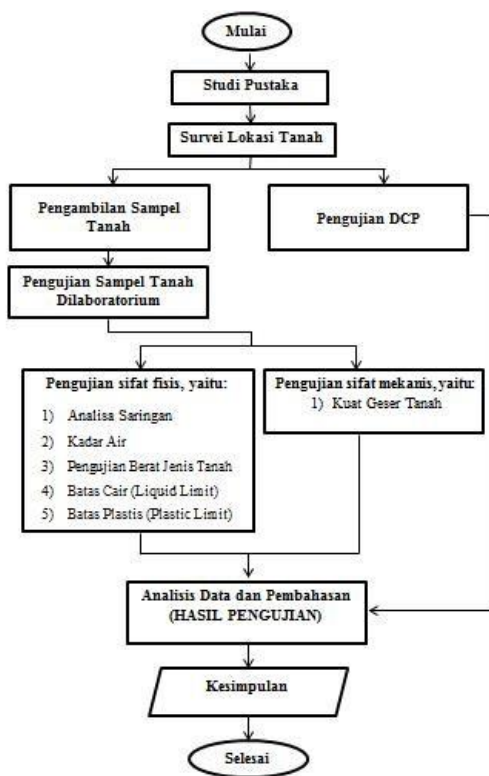 Mulai
Studi Pustaka
Survei Lokasi Tanah
Pengambilan Sampel
Tanah
Pengujian DCP
Pengujian Sampel Tanah
Dilaboratorium
Pengujian sifat fisis, yaitu:
1) Analisa Saringan
2) Kadar Air
3) Pengujian Berat Jenis Tanah
4) Batas Cair (Liquid Limit)
5) Batas Plastis (Plastic Limit)
Pengujian sifat mekanis, yaitu:
1) Kuat Geser Tanah
Analisis Data dan Pembahasan
(HASIL PENGUJIAN)
Kesimpulan
Selesai